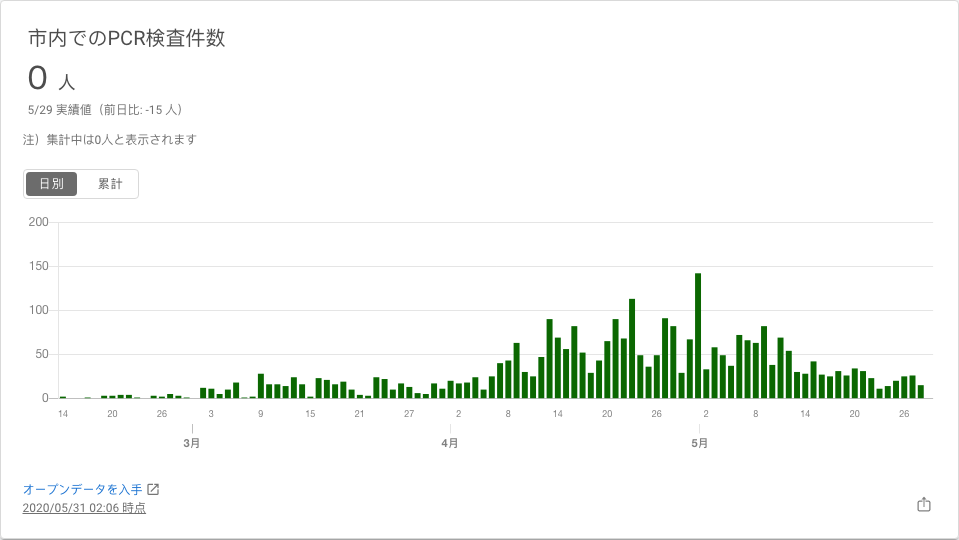 市内でのPCR検査件数
0 人
5/29 実績値（前日比: -15 人）
注）集計中は0人と表示されます
日別 累計
200
150
100
50
0
14 20 26 3 9 15 21 27 2 8 14 20 26 2 8 14 20 26
3月 4月 5月
オープンデータを入手
2020/05/31 02:06 時点